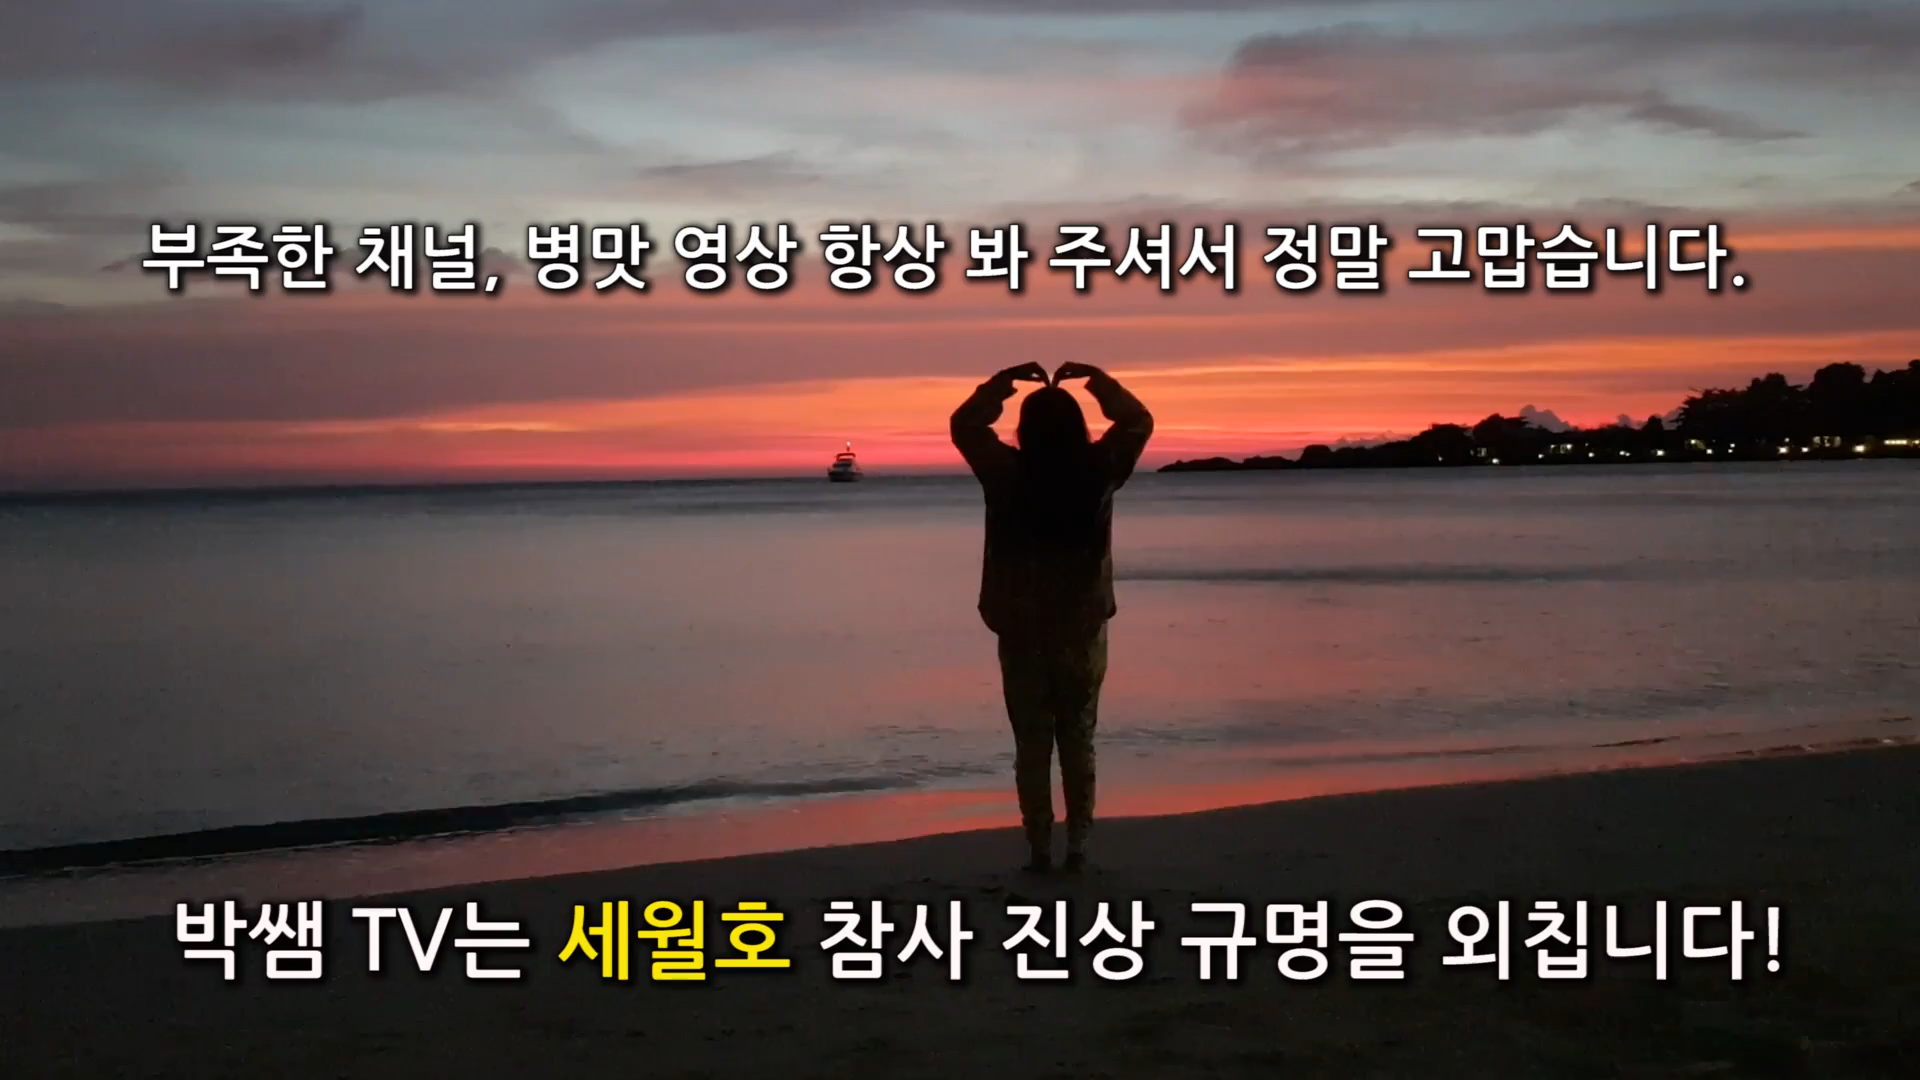 부족한 채널, 병맛 영상 항상 봐 주셔서 정말 고맙습니다.
박쌤 TV는 세월호 참사 진상 규명을 외칩니다!